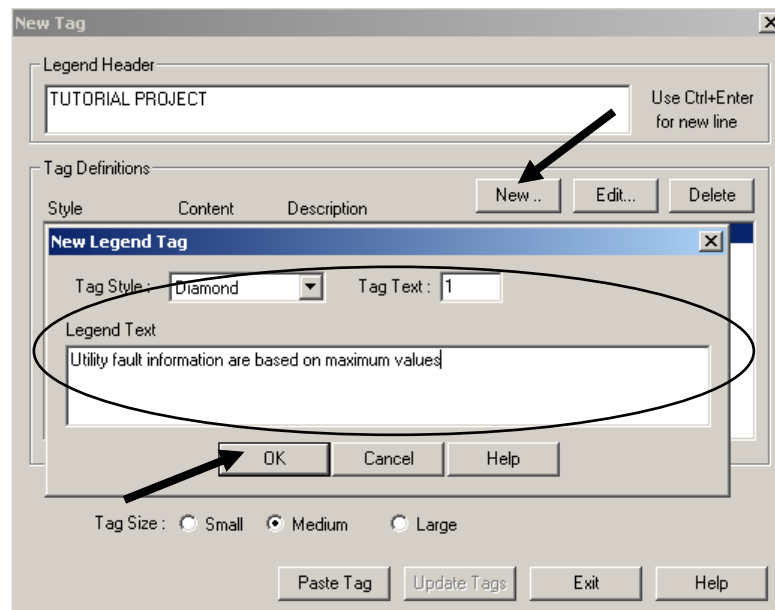 New Tag
Legend Header
TUTORIAL PROJECT
Use Ctrl+Enter
for new line
Tag Definitions
New .. Edit... Delete
Style Content Description
New Legend Tag
Tag Style : Diamond Tag Text : 1
Legend Text
Utility fault information are based on maximum values
OK Cancel Help
Tag Size : Small Medium Large
Paste Tag Update Tags Exit Help